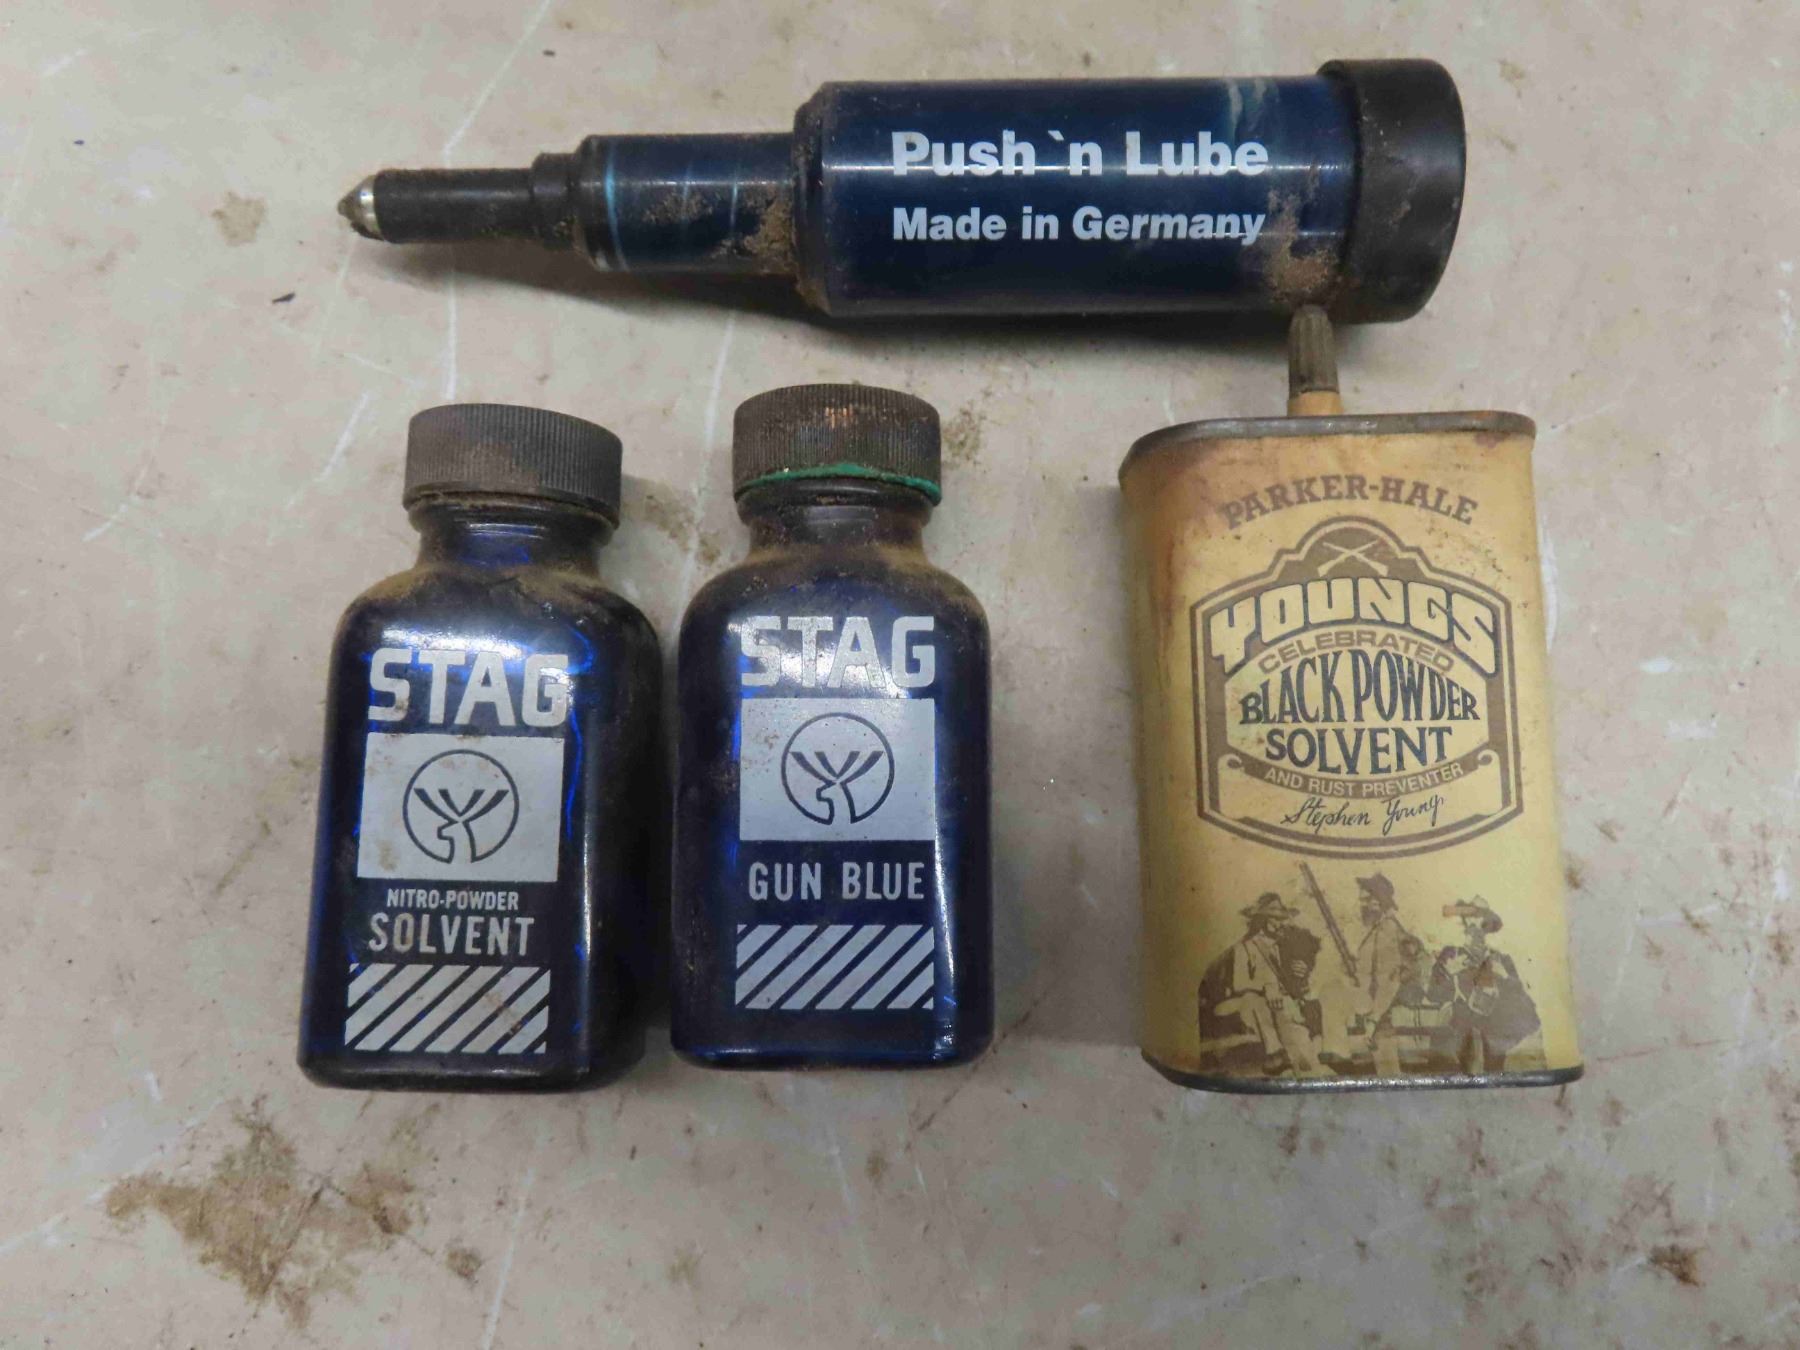 Push `n Lube
Made in Germany
STAG
NITRO-POWDER
SOLVENT
STAG
GUN BLUE
PARKER-HALE
YOUNGS
CELEBRATED
BLACK POWDER
SOLVENT
AND RUST PREVENTER
Stephen Young